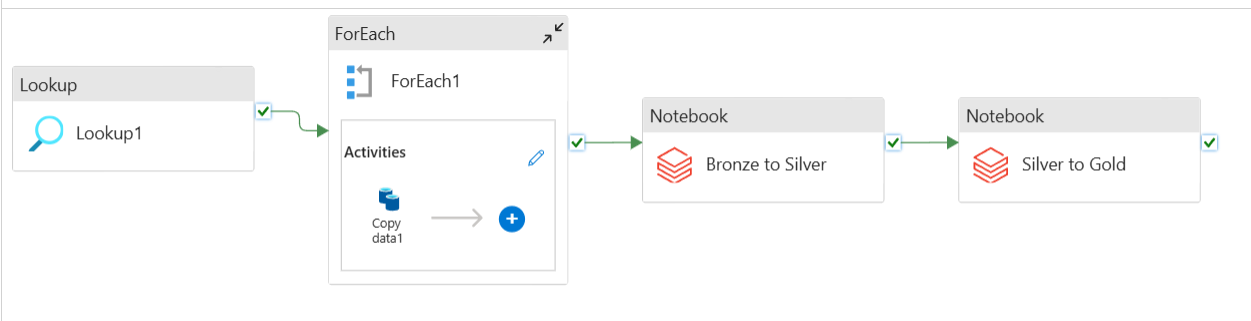 Lookup
Lookup1
ForEach
ForEach1
Activities
Copy
data1
Notebook
Bronze to Silver
Notebook
Silver to Gold